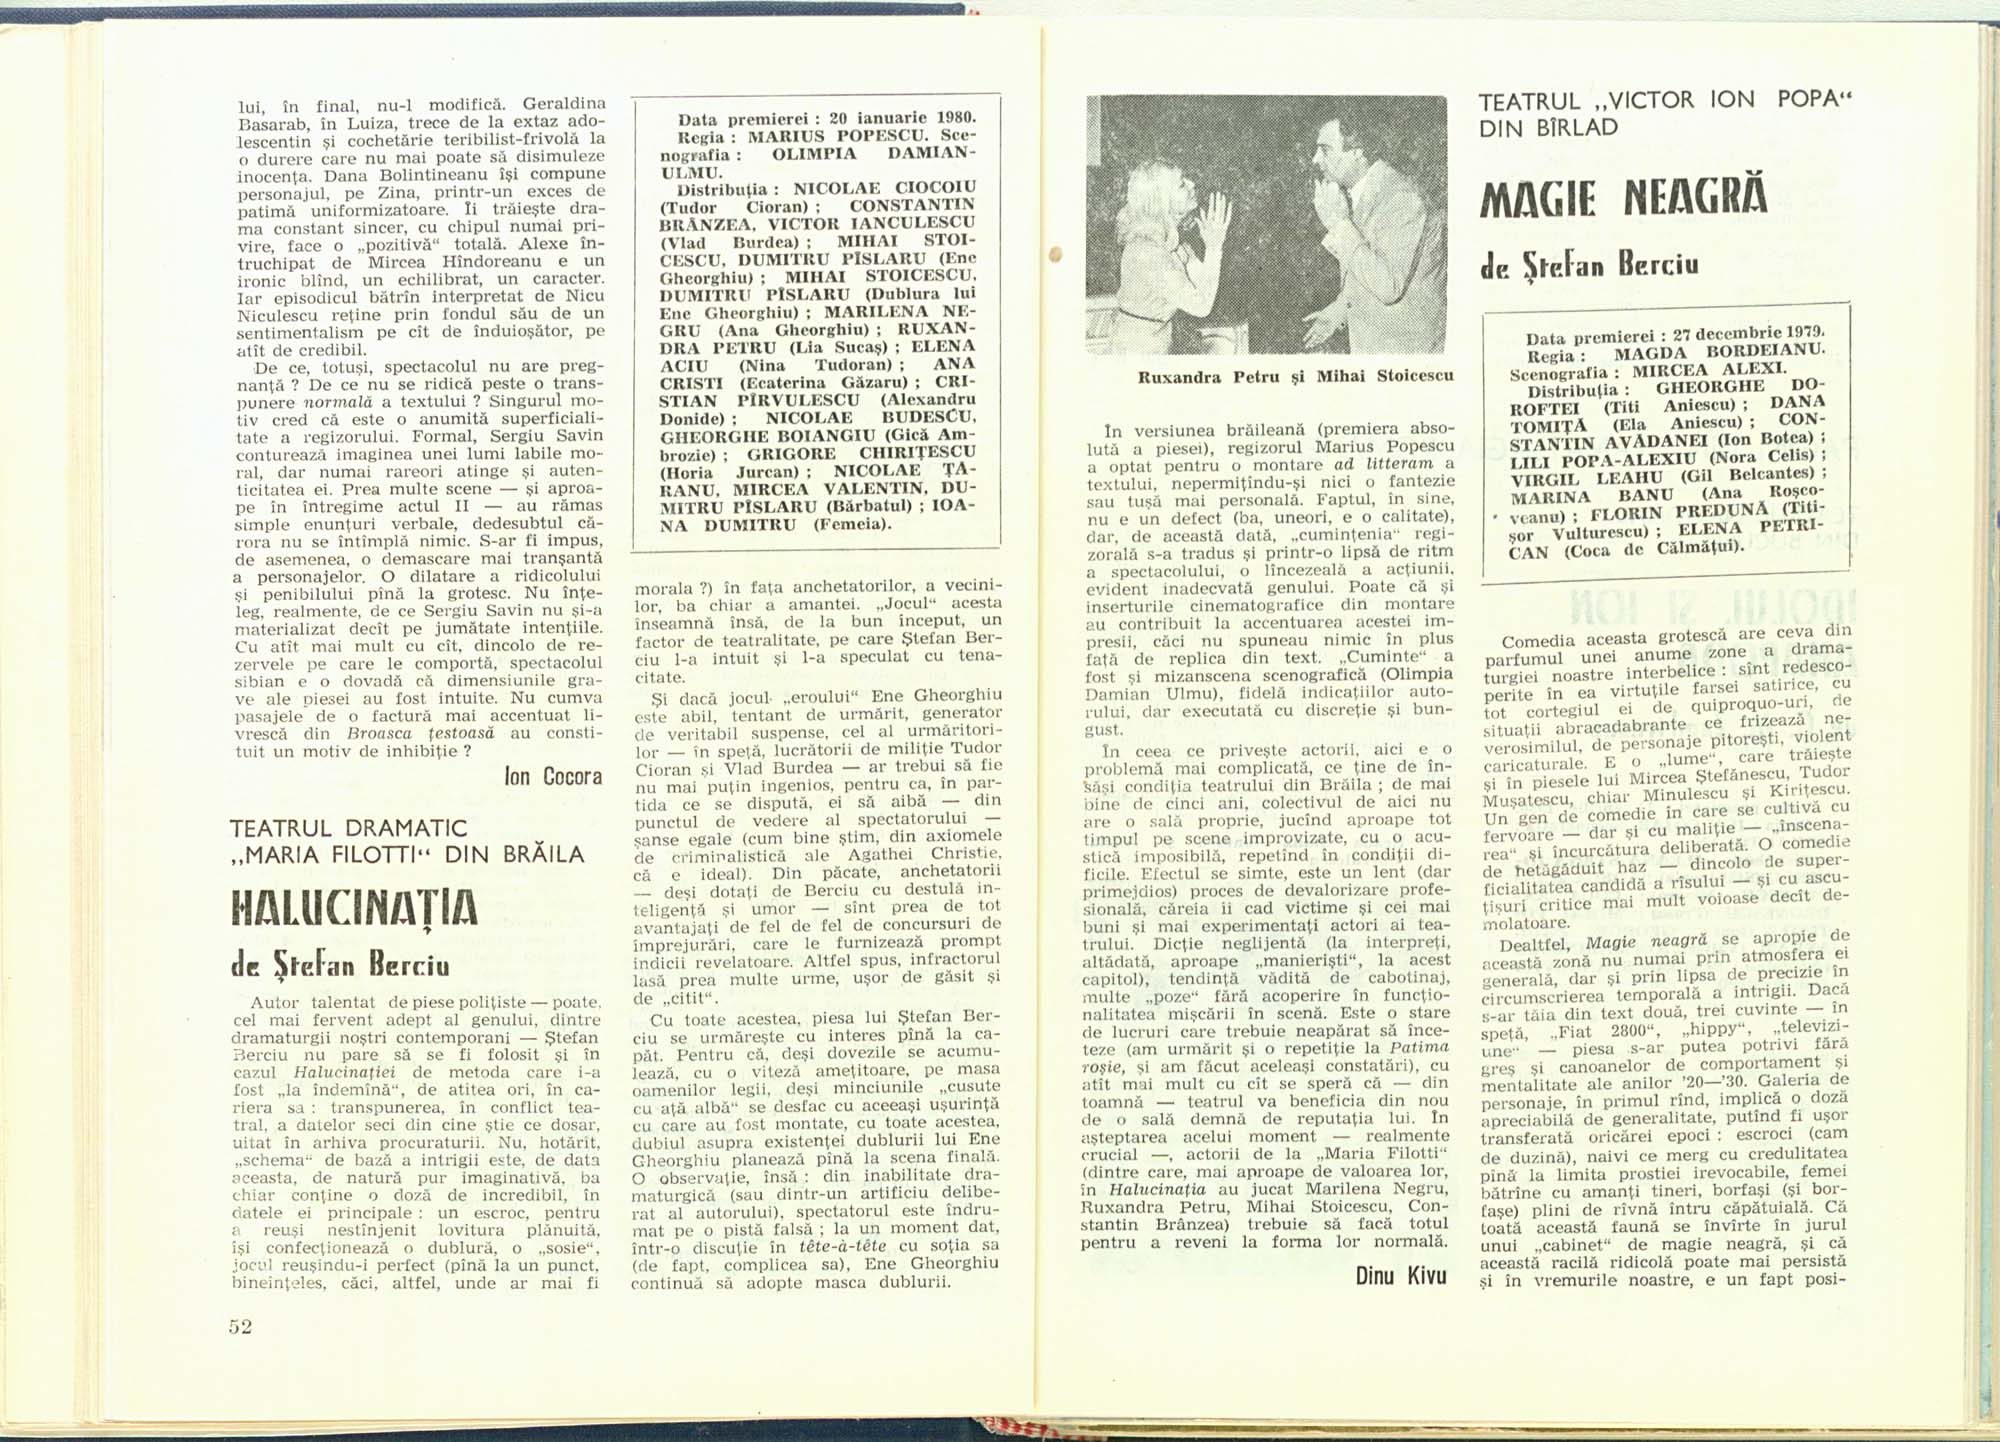 lui, în final, nu-l modifică. Geraldina
Basarab, în Luiza, trece de la extaz ado-
lescentin și cochetărie teribilist-frivolă la
o durere care nu mai poate să disimuleze
inocența. Dana Bolintineanu își compune
personajul, pe Zina, printr-un exces de
patimă uniformizatoare. Îi trăiește dra-
ma constant sincer, cu chipul numai pri-
vire, face o „pozitivă“ totală. Alexe în-
truchipat de Mircea Hîndoreanu e un
ironic blînd, un echilibrat, un caracter.
Iar episodicul bătrîn interpretat de Nicu
Niculescu reține prin fondul său de un
sentimentalism pe cît de înduioșător, pe
atît de credibil.
De ce, totuși, spectacolul nu are preg-
nanță ? De ce nu se ridică peste o trans-
punere normală a textului ? Singurul mo-
tiv cred că este o anumită superficiali-
tate a regizorului. Formal, Sergiu Savin
conturează imaginea unei lumi labile mo-
ral, dar numai rareori atinge și auten-
ticitatea ei. Prea multe scene — și aproa-
pe în întregime actul II — au rămas
simple enunțuri verbale, dedesubtul că-
rora nu se întîmplă nimic. S-ar fi impus,
de asemenea, o demascare mai tranșantă
a personajelor. O dilatare a ridicolului
și penibilului pînă la grotesc. Nu înțe-
leg, realmente, de ce Sergiu Savin nu și-a
materializat decît pe jumătate intențiile.
Cu atît mai mult cu cît, dincolo de re-
zervele pe care le comportă, spectacolul
sibian e o dovadă că dimensiunile gra-
ve ale piesei au fost intuite. Nu cumva
pasajele de o factură mai accentuat li-
vrescă din Broasca țestoasă au consti-
tuit un motiv de inhibiție ?
Ion Cocora
TEATRUL DRAMATIC
„MARIA FILOTTI“ DIN BRĂILA
HALUCINAȚIA
de Ștefan Berciu
Autor talentat de piese polițiste — poate,
cel mai fervent adept al genului, dintre
dramaturgii noștri contemporani — Ștefan
Berciu nu pare să se fi folosit și în
cazul Halucinației de metoda care i-a
fost „la îndemînă“, de atitea ori, în ca-
riera sa : transpunerea, în conflict tea-
tral, a datelor seci din cine știe ce dosar,
uitat în arhiva procuraturii. Nu, hotărît,
„schema“ de bază a intrigii este, de data
aceasta, de natură pur imaginativă, ba
chiar conține o doză de incredibil, în
datele ei principale : un escroc, pentru
a reuși nestînjenit lovitura plănuită,
își confecționează o dublură, o „sosie“,
jocul reușindu-i perfect (pînă la un punct,
bineînțeles, căci, altfel, unde ar mai fi
52
Data premierei : 20 ianuarie 1980.
Regia : MARIUS POPESCU. Sce-
nografia : OLIMPIA DAMIAN-
ULMU.
Distribuția : NICOLAE CIOCOIU
(Tudor Cioran) ; CONSTANTIN
BRÂNZEA, VICTOR IANCULESCU
(Vlad Burdea) ; MIHAI STOI-
CESCU, DUMITRU PÎSLARU (Ene
Gheorghiu) ; MIHAI STOICESCU,
DUMITRU PÎSLARU (Dublura lui
Ene Gheorghiu) ; MARILENA NE-
GRU (Ana Gheorghiu) ; RUXAN-
DRA PETRU (Lia Sucaș) ; ELENA
ACIU (Nina Tudoran) ; ANA
CRISTI (Ecaterina Găzaru) ; CRI-
STIAN PÎRVULESCU (Alexandru
Donide) ; NICOLAE BUDESCU,
GHEORGHE BOIANGIU (Gică Am-
brozie) ; GRIGORE CHIRIȚESCU
(Horia Jurcan) ; NICOLAE ȚĂ-
RANU, MIRCEA VALENTIN, DU-
MITRU PÎSLARU (Bărbatul) ; IOA-
NA DUMITRU (Femeia).
morala ?) în fața anchetatorilor, a vecini-
lor, ba chiar a amantei. „Jocul“ acesta
înseamnă însă, de la bun început, un
factor de teatralitate, pe care Ștefan Ber-
ciu l-a intuit și l-a speculat cu tena-
citate.
Și dacă jocul „eroului“ Ene Gheorghiu
este abil, tentant de urmărit, generator
de veritabil suspense, cel al urmăritori-
lor — în speță, lucrătorii de miliție Tudor
Cioran și Vlad Burdea — ar trebui să fie
nu mai puțin ingenios, pentru ca, în par-
tida ce se dispută, ei să aibă — din
punctul de vedere al spectatorului —
șanse egale (cum bine știm, din axiomele
de criminalistică ale Agathei Christie,
că e ideal). Din păcate, anchetatorii
— deși dotați de Berciu cu destulă in-
teligență și umor — sînt prea de tot
avantajați de fel de fel de concursuri de
împrejurări, care le furnizează prompt
indicii revelatoare. Altfel spus, infractorul
lasă prea multe urme, ușor de găsit și
de „citit“.
Cu toate acestea, piesa lui Ștefan Ber-
ciu se urmărește cu interes pînă la ca-
păt. Pentru că, deși dovezile se acumu-
lează, cu o viteză amețitoare, pe masa
oamenilor legii, deși minciunile „cusute
cu ață albă“ se desfac cu aceeași ușurință
cu care au fost montate, cu toate acestea,
dubiul asupra existenței dublurii lui Ene
Gheorghiu planează pînă la scena finală.
O observație, însă : din inabilitate dra-
maturgică (sau dintr-un artificiu delibe-
rat al autorului), spectatorul este îndru-
mat pe o pistă falsă ; la un moment dat,
într-o discuție în tête-à-tête cu soția sa
(de fapt, complicea sa), Ene Gheorghiu
continuă să adopte masca dublurii.
Ruxandra Petru și Mihai Stoicescu
În versiunea brăileană (premiera abso-
lută a piesei), regizorul Marius Popescu
a optat pentru o montare ad litteram a
textului, nepermițîndu-și nici o fantezie
sau tușă mai personală. Faptul, în sine,
nu e un defect (ba, uneori, e o calitate),
dar, de această dată, „cumințenia“ regi-
zorală s-a tradus și printr-o lipsă de ritm
a spectacolului, o lîncezeală a acțiunii,
evident inadecvată genului. Poate că și
inserturile cinematografice din montare
au contribuit la accentuarea acestei im-
presii, căci nu spuneau nimic în plus
față de replica din text. „Cuminte“ a
fost și mizanscena scenografică (Olimpia
Damian Ulmu), fidelă indicațiilor auto-
rului, dar executată cu discreție și bun-
gust.
În ceea ce privește actorii, aici e o
problemă mai complicată, ce ține de în-
săși condiția teatrului din Brăila ; de mai
bine de cinci ani, colectivul de aici nu
are o sală proprie, jucînd aproape tot
timpul pe scene improvizate, cu o acu-
stică imposibilă, repetînd în condiții di-
ficile. Efectul se simte, este un lent (dar
primejdios) proces de devalorizare profe-
sională, căreia îi cad victime și cei mai
buni și mai experimentați actori ai tea-
trului. Dicție neglijentă (la interpreți,
altădată, aproape „manieriști“, la acest
capitol), tendință vădită de cabotinaj,
multe „poze“ fără acoperire în funcțio-
nalitatea mișcării în scenă. Este o stare
de lucruri care trebuie neapărat să înce-
teze (am urmărit și o repetiție la Patima
roșie, și am făcut aceleași constatări), cu
atît mai mult cu cît se speră că — din
toamnă — teatrul va beneficia din nou
de o sală demnă de reputația lui. În
așteptarea acelui moment — realmente
crucial —, actorii de la „Maria Filotti“
(dintre care, mai aproape de valoarea lor,
în Halucinația au jucat Marilena Negru,
Ruxandra Petru, Mihai Stoicescu, Con-
stantin Brânzea) trebuie să facă totul
pentru a reveni la forma lor normală.
Dinu Kivu
TEATRUL „VICTOR ION POPA“
DIN BÎRLAD
MAGIE NEAGRĂ
de Ștefan Berciu
Data premierei : 27 decembrie 1979.
Regia : MAGDA BORDEIANU.
Scenografia : MIRCEA ALEXI.
Distribuția : GHEORGHE DO-
ROFTEI (Titi Aniescu) ; DANA
TOMIȚĂ (Ela Aniescu) ; CON-
STANTIN AVĂDANEI (Ion Botea) ;
LILI POPA-ALEXIU (Nora Celis) ;
VIRGIL LEAHU (Gil Belcantes) ;
MARINA BANU (Ana Roșco-
veanu) ; FLORIN PREDUNĂ (Titi-
șor Vulturescu) ; ELENA PETRI-
CAN (Coca de Călmățui).
Comedia aceasta grotescă are ceva din
parfumul unei anume zone a drama-
turgiei noastre interbelice : sînt redesco-
perite în ea virtuțile farsei satirice, cu
tot cortegiul ei de quiproquo-uri, de
situații abracadabrante ce frizează ne-
verosimilul, de personaje pitorești, violent
caricaturale. E o „lume“, care trăiește
și în piesele lui Mircea Ștefănescu, Tudor
Mușatescu, chiar Minulescu și Kirițescu.
Un gen de comedie în care se cultivă cu
fervoare — dar și cu maliție — „înscena-
rea“ și încurcătura deliberată. O comedie
de netăgăduit haz — dincolo de super-
ficialitatea candidă a rîsului — și cu ascu-
țișuri critice mai mult voioase decît de-
molatoare.
Dealtfel, Magie neagră se apropie de
această zonă nu numai prin atmosfera ei
generală, dar și prin lipsa de precizie în
circumscrierea temporală a intrigii. Dacă
s-ar tăia din text două, trei cuvinte — în
speță, „Fiat 2800“, „hippy“, „televizi-
une“ — piesa s-ar putea potrivi fără
greș și canoanelor de comportament și
mentalitate ale anilor '20—'30. Galeria de
personaje, în primul rînd, implică o doză
apreciabilă de generalitate, putînd fi ușor
transferată oricărei epoci : escroci (cam
de duzină), naivi ce merg cu credulitatea
pînă la limita prostiei irevocabile, femei
bătrîne cu amanți tineri, borfași (și bor-
fașe) plini de rîvnă întru căpătuială. Că
toată această faună se învîrte în jurul
unui „cabinet“ de magie neagră, și că
această racilă ridicolă poate mai persistă
și în vremurile noastre, e un fapt posi-